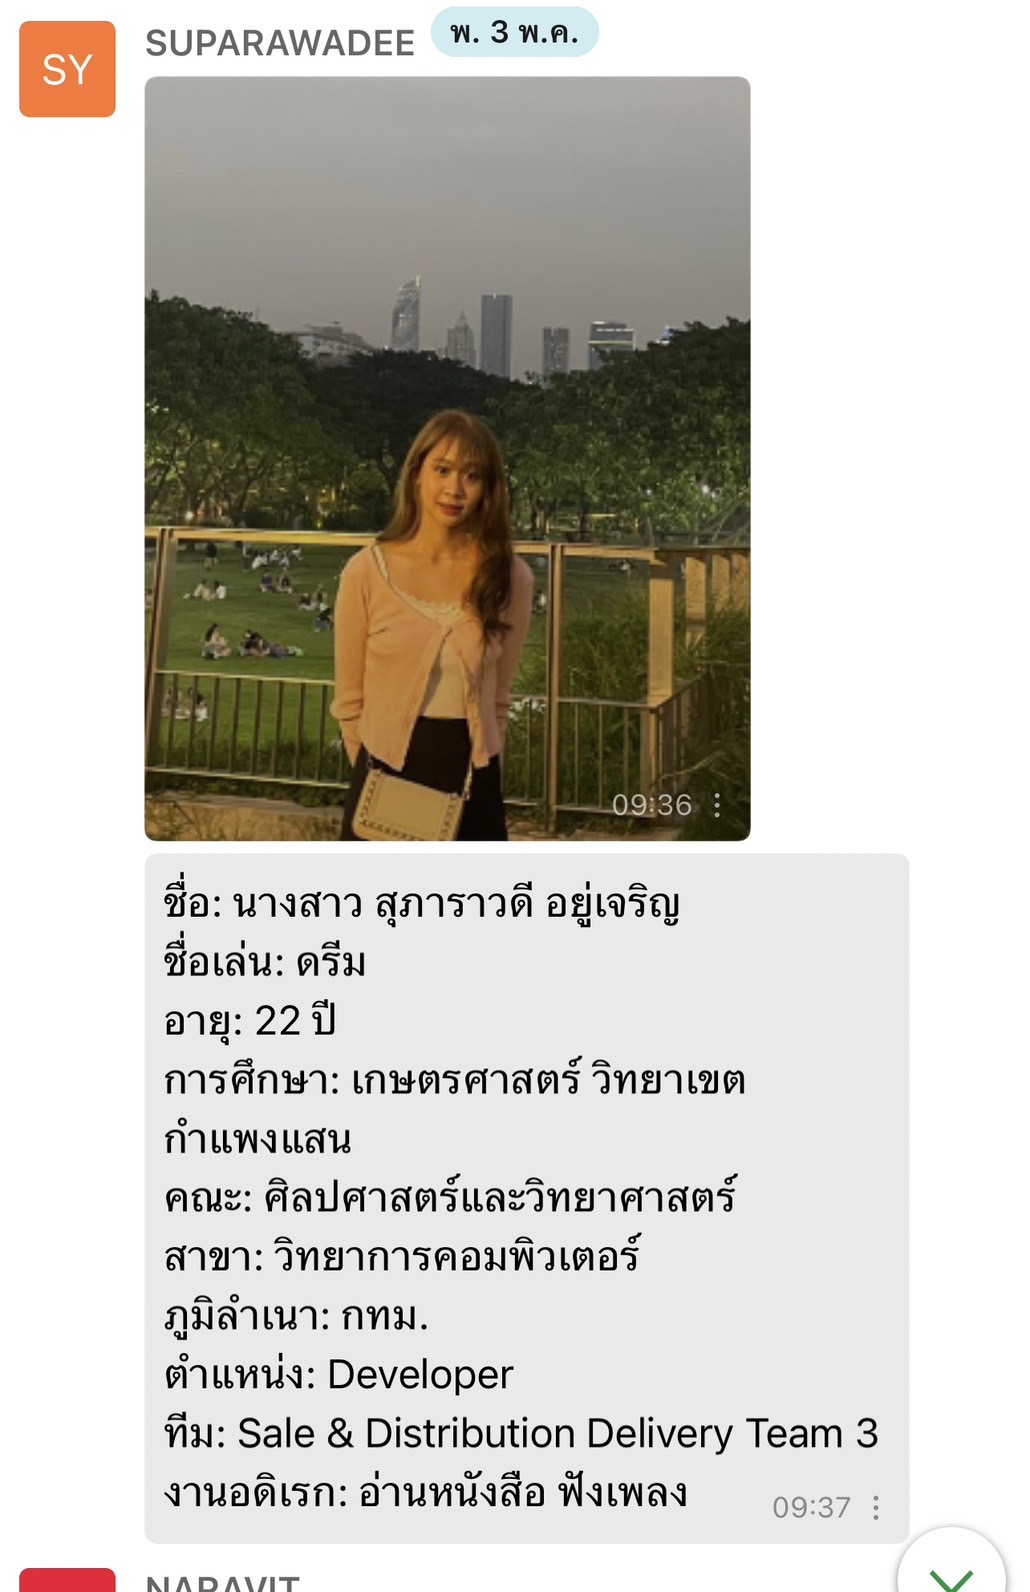 SY
SUPARAWADEE
พ. 3 พ.ค.
09:36
ชื่อ: นางสาว สุภาราวดี อยู่เจริญ
ชื่อเล่น: ดรีม
อายุ: 22 ปี
การศึกษา: เกษตรศาสตร์ วิทยาเขต
กำแพงแสน
คณะ: ศิลปศาสตร์และวิทยาศาสตร์
สาขา: วิทยาการคอมพิวเตอร์
ภูมิลำเนา: กทม.
ตำแหน่ง: Developer
ทีม: Sale & Distribution Delivery Team 3
งานอดิเรก: อ่านหนังสือ ฟังเพลง
09:37
NARAVIT